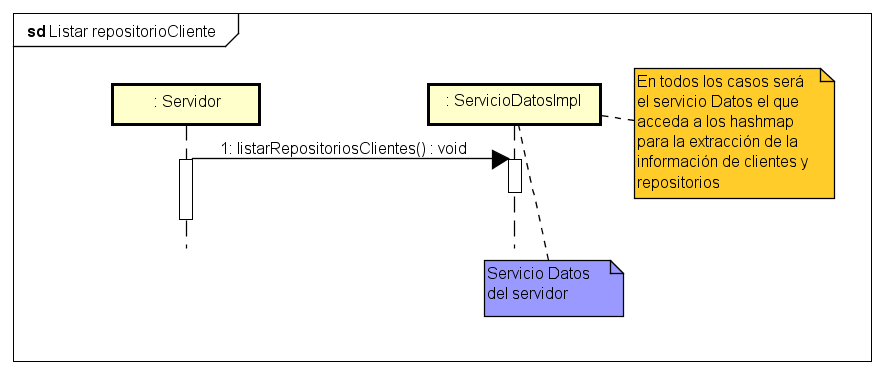 sd Listar repositorioCliente
: Servidor
: ServicioDatosImpl
En todos los casos será
el servicio Datos el que
acceda a los hashmap
para la extracción de la
información de clientes y
repositorios
1: listarRepositoriosClientes() : void
Servicio Datos
del servidor